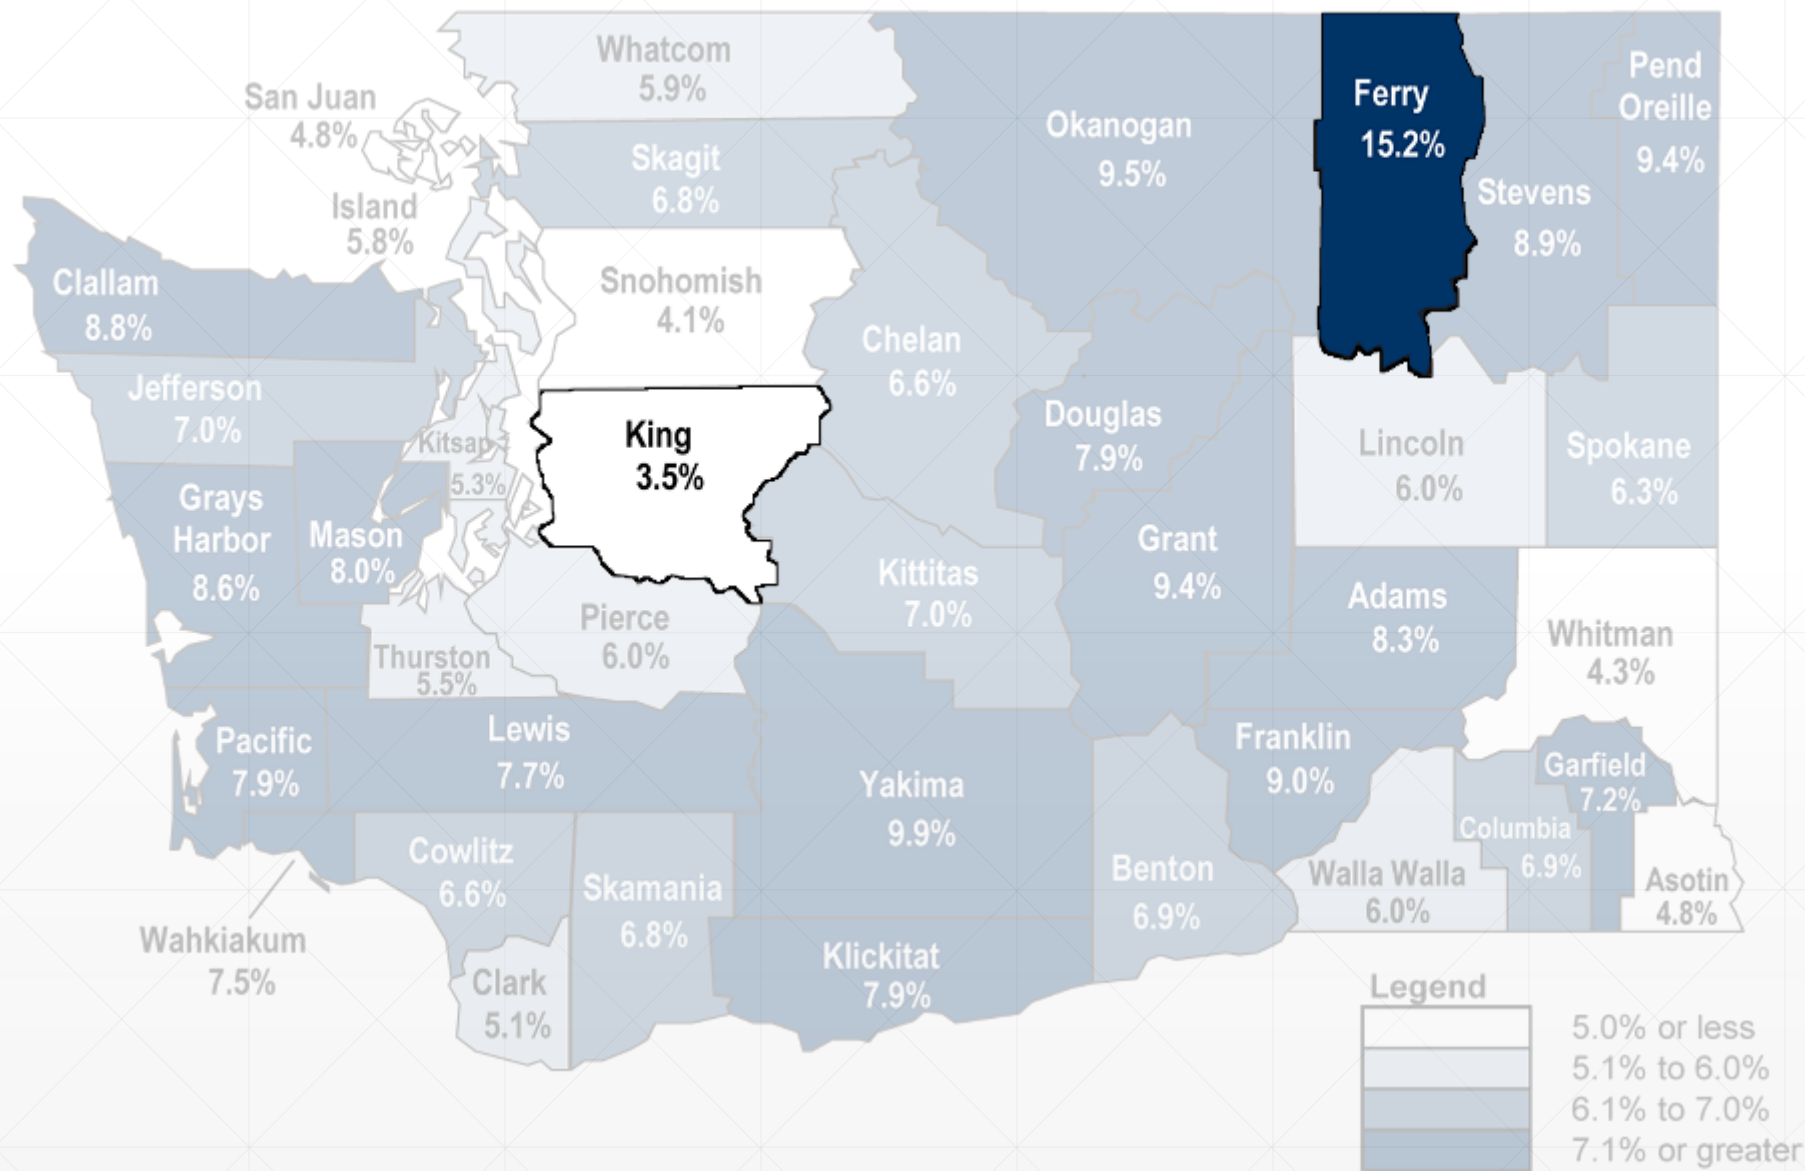 Whatcom
5.9%
San Juan
4.8%
Skagit
6.8%
Island
5.8%
Okanogan
9.5%
Ferry
15.2%
Pend
Oreille
9.4%
Stevens
8.9%
Clallam
8.8%
Snohomish
4.1%
Chelan
6.6%
Jefferson
7.0%
Kitsap
5.3%
King
3.5%
Douglas
7.9%
Lincoln
6.0%
Spokane
6.3%
Grays
Harbor
8.6%
Mason
8.0%
Grant
9.4%
Kittitas
7.0%
Adams
8.3%
Whitman
4.3%
Pierce
6.0%
Thurston
5.5%
Pacific
7.9%
Lewis
7.7%
Yakima
9.9%
Franklin
9.0%
Garfield
7.2%
Columbia
6.9%
Cowlitz
6.6%
Skamania
6.8%
Benton
6.9%
Walla Walla
6.0%
Asotin
4.8%
Wahkiakum
7.5%
Clark
5.1%
Klickitat
7.9%
Legend
5.0% or less
5.1% to 6.0%
6.1% to 7.0%
7.1% or greater